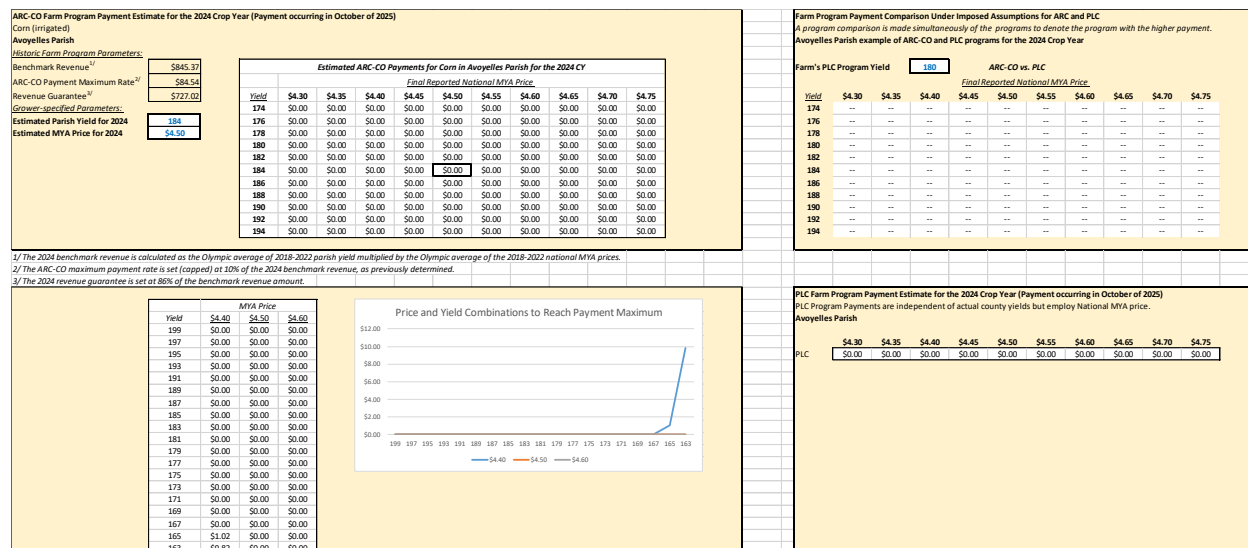 ARC-CO Farm Program Payment Estimate for the 2024 Crop Year (Payment occurring in October of 2025)
Corn (irrigated)
Avoyelles Parish
Historic Farm Program Parameters:
Benchmark Revenue1/ $845.37
ARC-CO Payment Maximum Rate2/ $84.54
Revenue Guarantee3/ $727.02
Grower-specified Parameters:
Estimated Parish Yield for 2024 184
Estimated MYA Price for 2024 $4.50
Estimated ARC-CO Payments for Corn in Avoyelles Parish for the 2024 CY
Final Reported National MYA Price
Yield $4.30 $4.35 $4.40 $4.45 $4.50 $4.55 $4.60 $4.65 $4.70 $4.75
174 $0.00 $0.00 $0.00 $0.00 $0.00 $0.00 $0.00 $0.00 $0.00 $0.00
176 $0.00 $0.00 $0.00 $0.00 $0.00 $0.00 $0.00 $0.00 $0.00 $0.00
178 $0.00 $0.00 $0.00 $0.00 $0.00 $0.00 $0.00 $0.00 $0.00 $0.00
180 $0.00 $0.00 $0.00 $0.00 $0.00 $0.00 $0.00 $0.00 $0.00 $0.00
182 $0.00 $0.00 $0.00 $0.00 $0.00 $0.00 $0.00 $0.00 $0.00 $0.00
184 $0.00 $0.00 $0.00 $0.00 $0.00 $0.00 $0.00 $0.00 $0.00 $0.00
186 $0.00 $0.00 $0.00 $0.00 $0.00 $0.00 $0.00 $0.00 $0.00 $0.00
188 $0.00 $0.00 $0.00 $0.00 $0.00 $0.00 $0.00 $0.00 $0.00 $0.00
190 $0.00 $0.00 $0.00 $0.00 $0.00 $0.00 $0.00 $0.00 $0.00 $0.00
192 $0.00 $0.00 $0.00 $0.00 $0.00 $0.00 $0.00 $0.00 $0.00 $0.00
194 $0.00 $0.00 $0.00 $0.00 $0.00 $0.00 $0.00 $0.00 $0.00 $0.00
1/ The 2024 benchmark revenue is calculated as the Olympic average of 2018-2022 parish yield multiplied by the Olympic average of the 2018-2022 national MYA prices.
2/ The ARC-CO maximum payment rate is set (capped) at 10% of the 2024 benchmark revenue, as previously determined.
3/ The 2024 revenue guarantee is set at 86% of the benchmark revenue amount.
Farm Program Payment Comparison Under Imposed Assumptions for ARC and PLC
A program comparison is made simultaneously of the programs to denote the program with the higher payment.
Avoyelles Parish example of ARC-CO and PLC programs for the 2024 Crop Year
Farm's PLC Program Yield 180 ARC-CO vs. PLC
Final Reported National MYA Price
Yield $4.30 $4.35 $4.40 $4.45 $4.50 $4.55 $4.60 $4.65 $4.70 $4.75
174 -- -- -- -- -- -- -- -- -- --
176 -- -- -- -- -- -- -- -- -- --
178 -- -- -- -- -- -- -- -- -- --
180 -- -- -- -- -- -- -- -- -- --
182 -- -- -- -- -- -- -- -- -- --
184 -- -- -- -- -- -- -- -- -- --
186 -- -- -- -- -- -- -- -- -- --
188 -- -- -- -- -- -- -- -- -- --
190 -- -- -- -- -- -- -- -- -- --
192 -- -- -- -- -- -- -- -- -- --
194 -- -- -- -- -- -- -- -- -- --
MYA Price
Yield $4.40 $4.50 $4.60
199 $0.00 $0.00 $0.00
197 $0.00 $0.00 $0.00
195 $0.00 $0.00 $0.00
193 $0.00 $0.00 $0.00
191 $0.00 $0.00 $0.00
189 $0.00 $0.00 $0.00
187 $0.00 $0.00 $0.00
185 $0.00 $0.00 $0.00
183 $0.00 $0.00 $0.00
181 $0.00 $0.00 $0.00
179 $0.00 $0.00 $0.00
177 $0.00 $0.00 $0.00
175 $0.00 $0.00 $0.00
173 $0.00 $0.00 $0.00
171 $0.00 $0.00 $0.00
169 $0.00 $0.00 $0.00
167 $0.00 $0.00 $0.00
165 $1.02 $0.00 $0.00
163 $9.82 $0.00 $0.00
Price and Yield Combinations to Reach Payment Maximum
$12.00
$10.00
$8.00
$6.00
$4.00
$2.00
$0.00
199 197 195 193 191 189 187 185 183 181 179 177 175 173 171 169 167 165 163
$4.40 $4.50 $4.60
PLC Farm Program Payment Estimate for the 2024 Crop Year (Payment occurring in October of 2025)
PLC Program Payments are independent of actual county yields but employ National MYA price.
Avoyelles Parish
$4.30 $4.35 $4.40 $4.45 $4.50 $4.55 $4.60 $4.65 $4.70 $4.75
PLC $0.00 $0.00 $0.00 $0.00 $0.00 $0.00 $0.00 $0.00 $0.00 $0.00